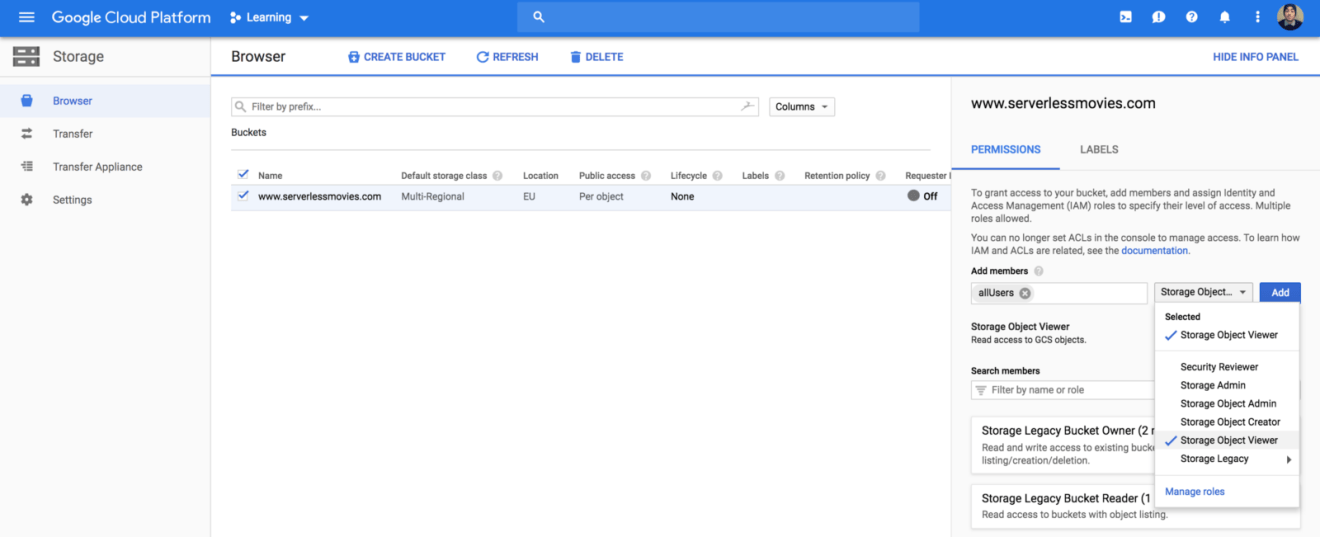 Google Cloud Platform
Learning
Storage
Browser
Transfer
Transfer Appliance
Settings
Browser
CREATE BUCKET
REFRESH
DELETE
HIDE INFO PANEL
Filter by prefix...
Columns
Buckets
Name Default storage class Location Public access Lifecycle Labels Retention policy Requester
www.serverlessmovies.com Multi-Regional EU Per object None Off
www.serverlessmovies.com
PERMISSIONS LABELS
To grant access to your bucket, add members and assign Identity and
Access Management (IAM) roles to specify their level of access. Multiple
roles allowed.
You can no longer set ACLs in the console to manage access. To learn how
IAM and ACLs are related, see the documentation.
Add members
allUsers
Storage Object...
Add
Storage Object Viewer
Read access to GCS objects.
Search members
Filter by name or role
Storage Legacy Bucket Owner (2
Read and write access to existing
listing/creation/deletion.
Storage Legacy Bucket Reader (1
Read access to buckets with object listing.
Selected
Storage Object Viewer
Security Reviewer
Storage Admin
Storage Object Admin
Storage Object Creator
Storage Object Viewer
Storage Legacy
Manage roles